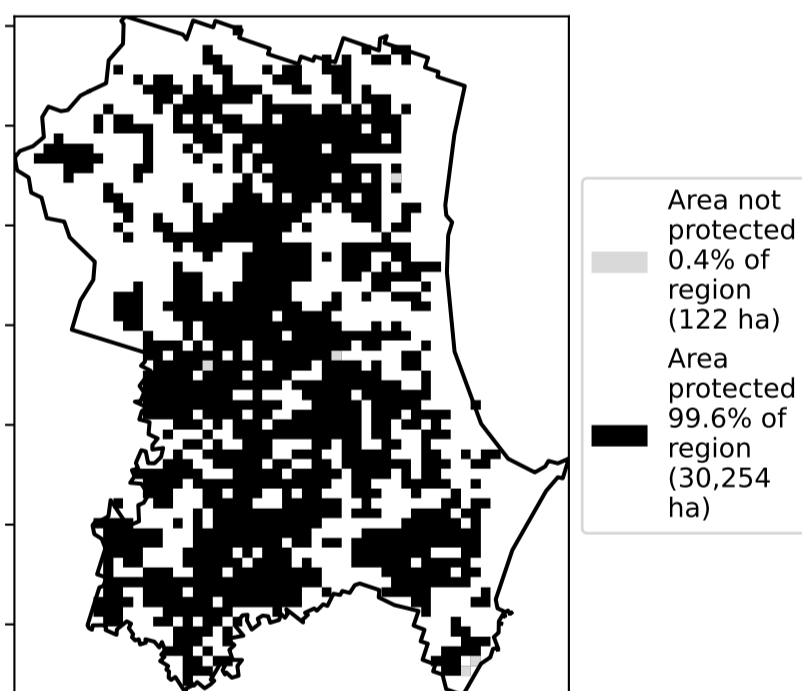 Area not
protected
0.4% of
region
(122 ha)
Area
protected
99.6% of
region
(30,254
ha)